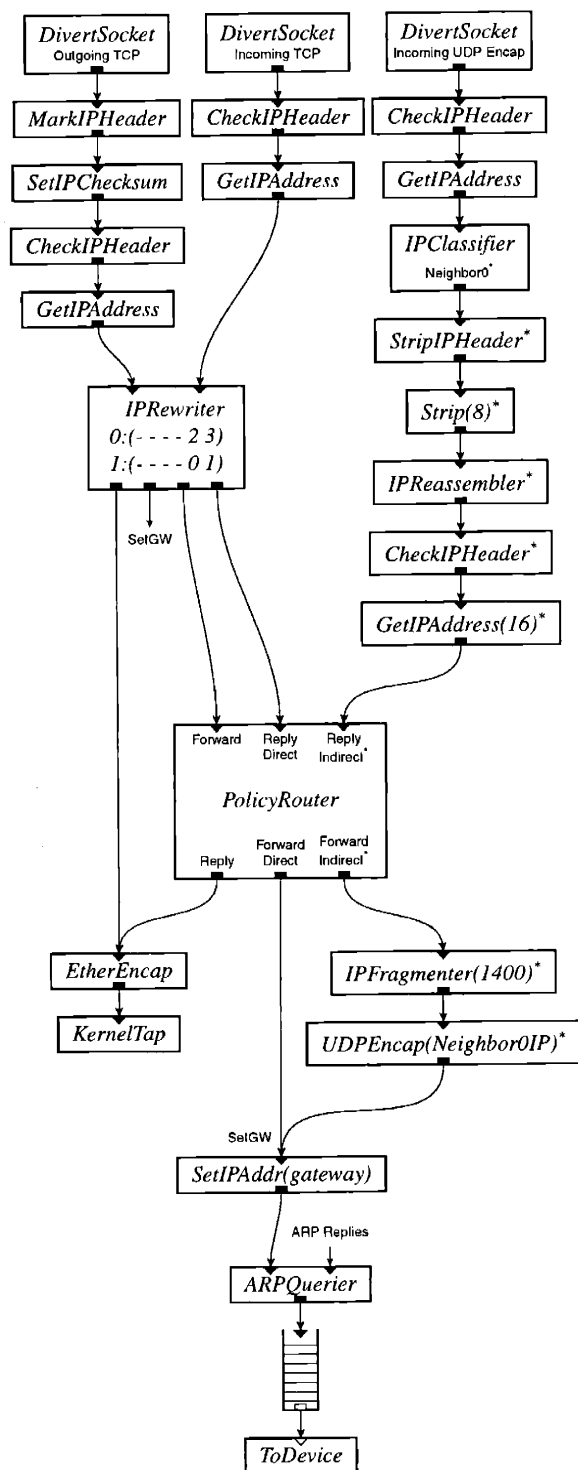 DivertSocket
Outgoing TCP
DivertSocket
Incoming TCP
DivertSocket
Incoming UDP Encap
MarkIPHeader
CheckIPHeader
CheckIPHeader
SetIPChecksum
GetIPAddress
GetIPAddress
CheckIPHeader
IPClassifier
Neighbor0*
GetIPAddress
StripIPHeader*
IPRewriter
0:(- - - - 2 3)
1:(- - - - 0 1)
Strip(8)*
IPReassembler*
SetGW
CheckIPHeader*
GetIPAddress(16)*
Forward
Reply
Direct
Reply
Indirect*
PolicyRouter
Reply
Forward
Direct
Forward
Indirect*
EtherEncap
IPFragmenter(1400)*
KernelTap
UDPEncap(Neighbor0IP)*
SetGW
SetIPAddr(gateway)
ARP Replies
ARPQuerier
ToDevice